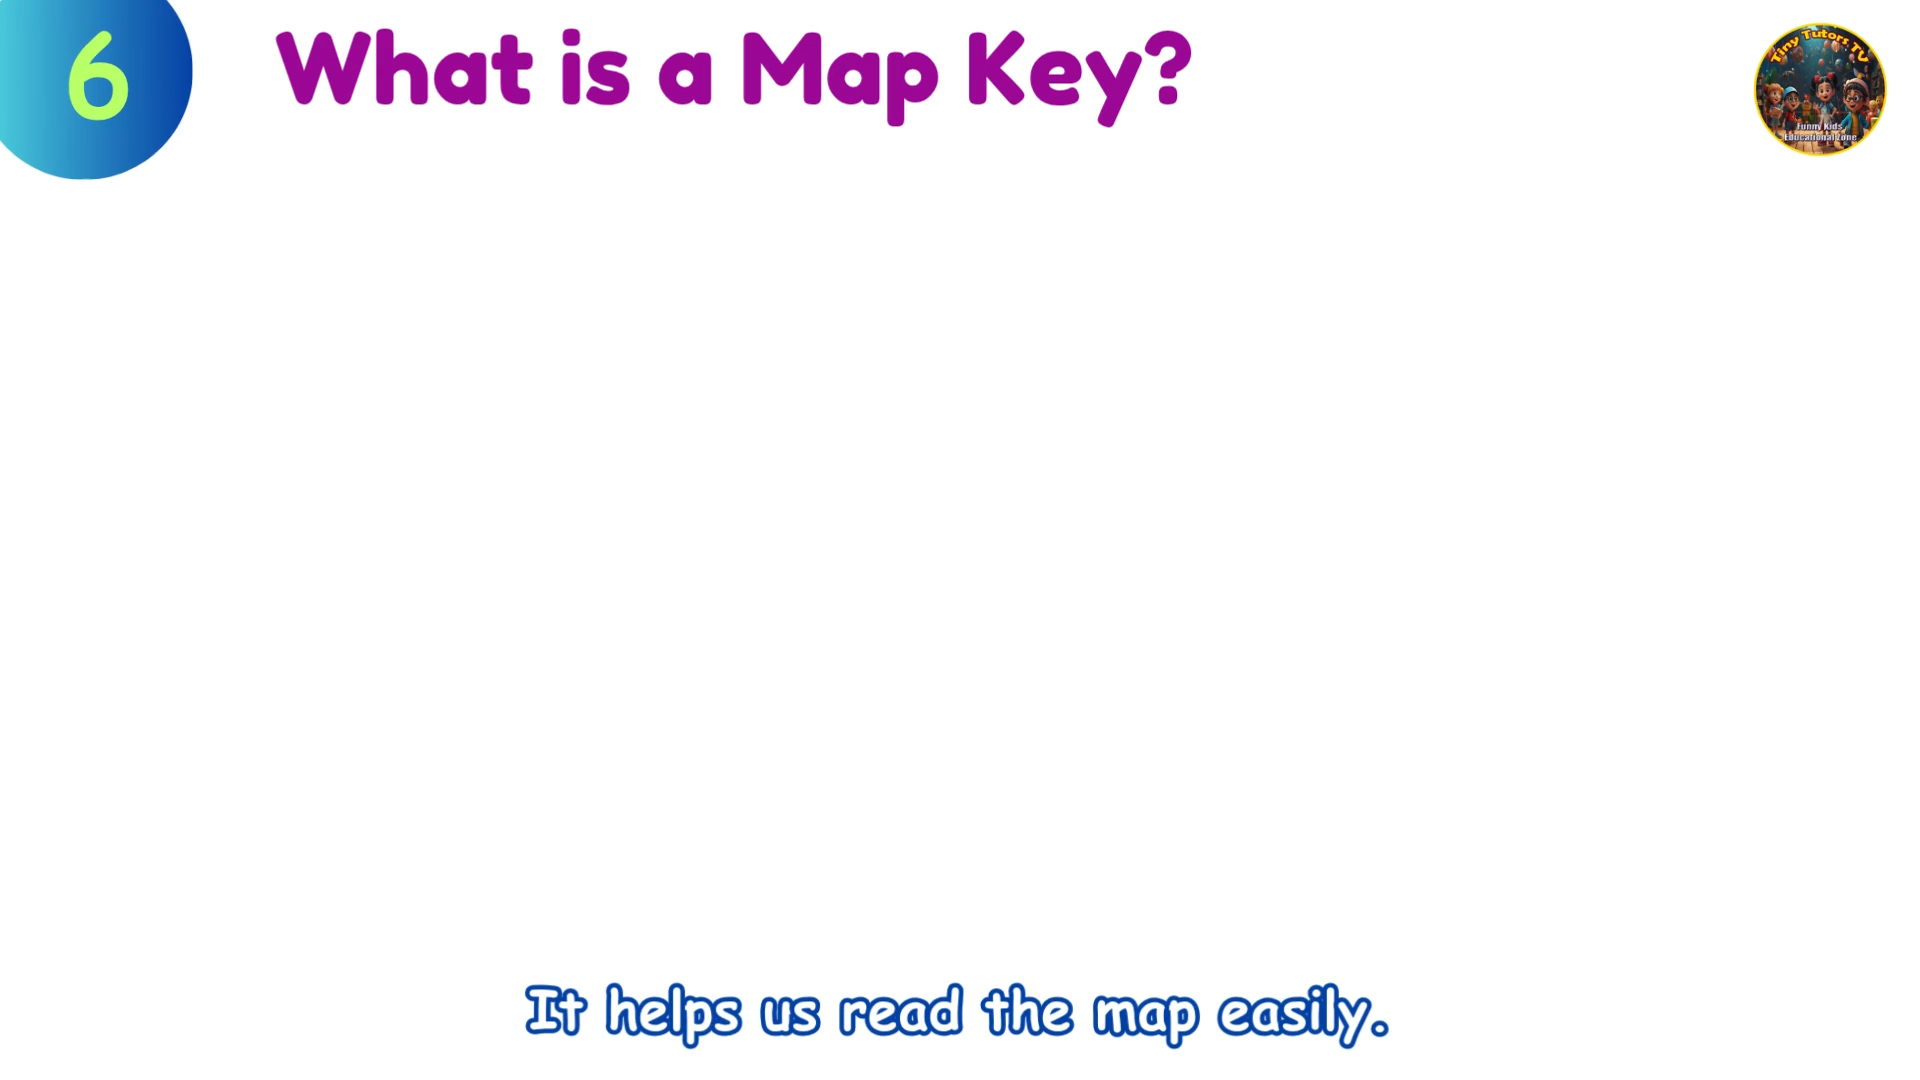 6
What is a Map Key?
Tiny Tutors TV
Funny Kids
Educational Zone
It helps us read the map easily.